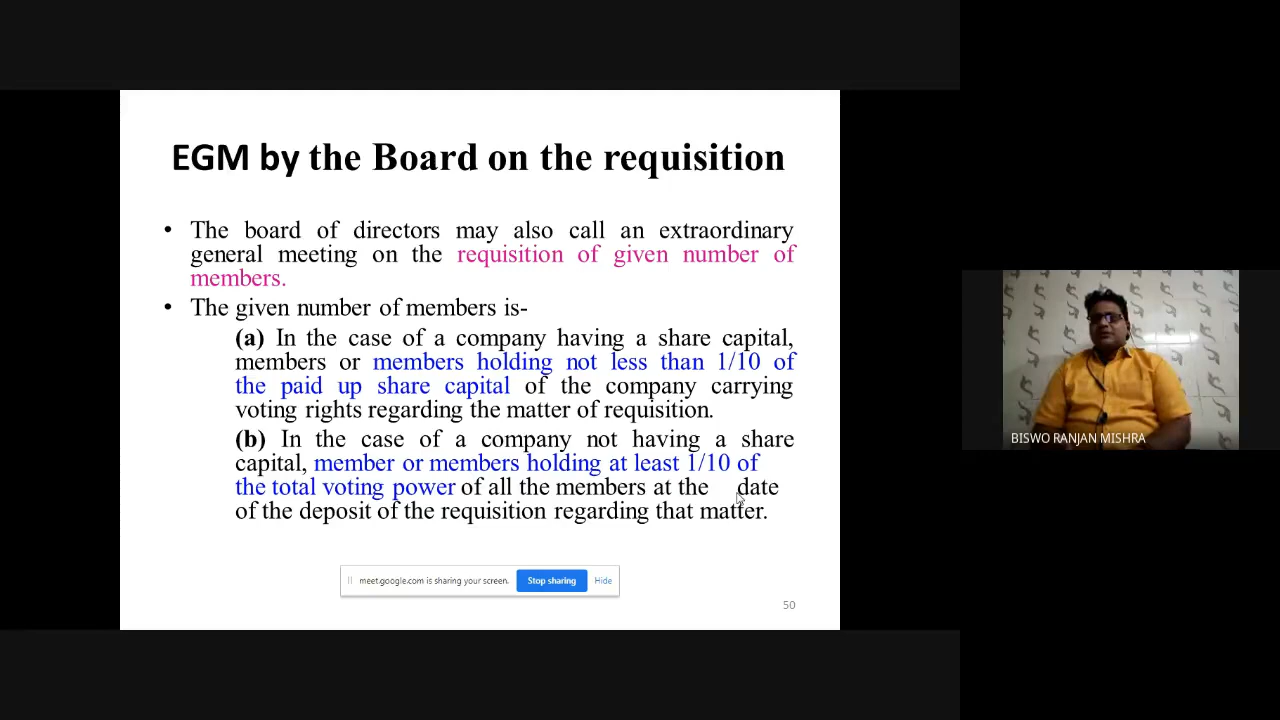 EGM by the Board on the requisition
• The board of directors may also call an extraordinary
general meeting on the requisition of given number of
members.
• The given number of members is-
(a) In the case of a company having a share capital,
members or members holding not less than 1/10 of
the paid up share capital of the company carrying
voting rights regarding the matter of requisition.
(b) In the case of a company not having a share
capital, member or members holding at least 1/10 of
the total voting power of all the members at the date
of the deposit of the requisition regarding that matter.
meet.google.com is sharing your screen. Stop sharing Hide
50
BISWO RANJAN MISHRA